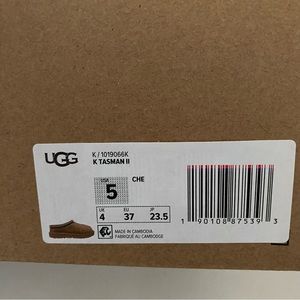 UGG
K / 1019066K
K TASMAN II
USA
5
CHE
UK EU JP
4 37 23.5
MADE IN CAMBODIA
FABRIQUÉ AU CAMBODGE
1 90108 87539 3